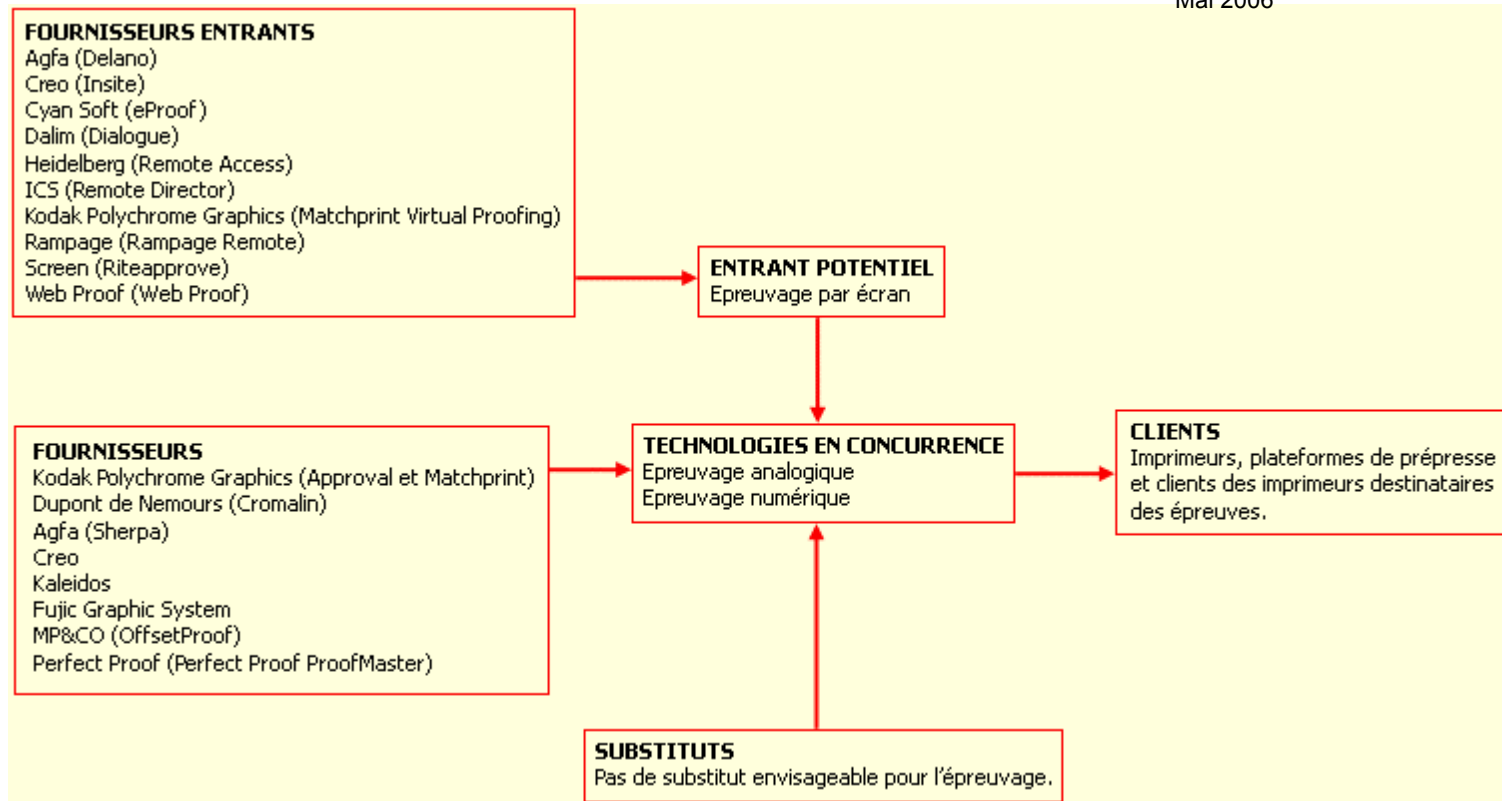 Mai 2006
FOURNISSEURS ENTRANTS
Agfa (Delano)
Creo (Insite)
Cyan Soft (eProof)
Dalim (Dialogue)
Heidelberg (Remote Access)
ICS (Remote Director)
Kodak Polychrome Graphics (Matchprint Virtual Proofing)
Rampage (Rampage Remote)
Screen (Riteapprove)
Web Proof (Web Proof)
ENTRANT POTENTIEL
Epreuvage par écran
FOURNISSEURS
Kodak Polychrome Graphics (Approval et Matchprint)
Dupont de Nemours (Cromalin)
Agfa (Sherpa)
Creo
Kaleidos
Fujic Graphic System
MP&CO (OffsetProof)
Perfect Proof (Perfect Proof ProofMaster)
TECHNOLOGIES EN CONCURRENCE
Epreuvage analogique
Epreuvage numérique
CLIENTS
Imprimeurs, plateformes de prépresse
et clients des imprimeurs destinataires
des épreuves.
SUBSTITUTS
Pas de substitut envisageable pour l'épreuvage.